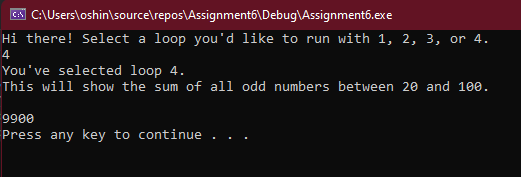 C:\Users\oshin\source\repos\Assignment6\Debug\Assignment6.exe
Hi there! Select a loop you'd like to run with 1, 2, 3, or 4.
4
You've selected loop 4.
This will show the sum of all odd numbers between 20 and 100.
9900
Press any key to continue . . .